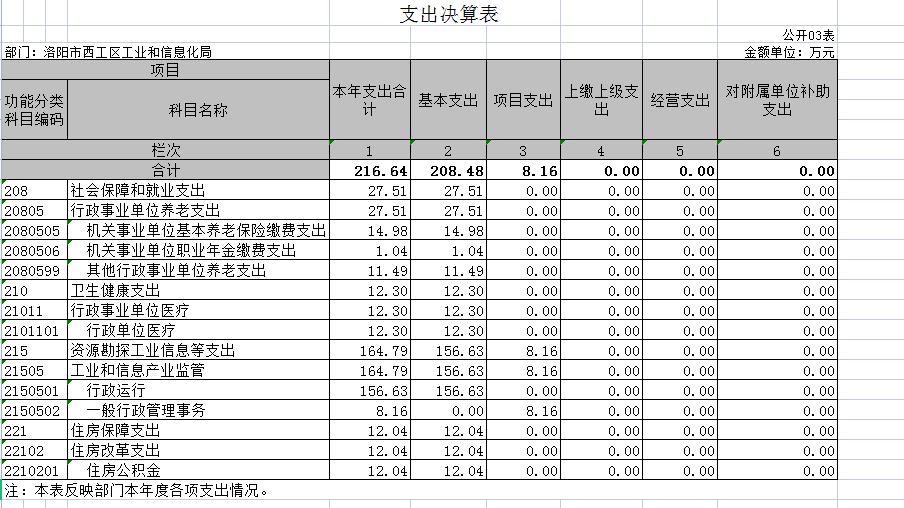 支出决算表
公开03表
部门：洛阳市西工区工业和信息化局 金额单位：万元
项目 本年支出合计 基本支出 项目支出 上缴上级支出 经营支出 对附属单位补助支出
功能分类科目编码 科目名称
栏次 1 2 3 4 5 6
合计 216.64 208.48 8.16 0.00 0.00 0.00
208 社会保障和就业支出 27.51 27.51 0.00 0.00 0.00 0.00
20805 行政事业单位养老支出 27.51 27.51 0.00 0.00 0.00 0.00
2080505 机关事业单位基本养老保险缴费支出 14.98 14.98 0.00 0.00 0.00 0.00
2080506 机关事业单位职业年金缴费支出 1.04 1.04 0.00 0.00 0.00 0.00
2080599 其他行政事业单位养老支出 11.49 11.49 0.00 0.00 0.00 0.00
210 卫生健康支出 12.30 12.30 0.00 0.00 0.00 0.00
21011 行政事业单位医疗 12.30 12.30 0.00 0.00 0.00 0.00
2101101 行政单位医疗 12.30 12.30 0.00 0.00 0.00 0.00
215 资源勘探工业信息等支出 164.79 156.63 8.16 0.00 0.00 0.00
21505 工业和信息产业监管 164.79 156.63 8.16 0.00 0.00 0.00
2150501 行政运行 156.63 156.63 0.00 0.00 0.00 0.00
2150502 一般行政管理事务 8.16 0.00 8.16 0.00 0.00 0.00
221 住房保障支出 12.04 12.04 0.00 0.00 0.00 0.00
22102 住房改革支出 12.04 12.04 0.00 0.00 0.00 0.00
2210201 住房公积金 12.04 12.04 0.00 0.00 0.00 0.00
注：本表反映部门本年度各项支出情况。